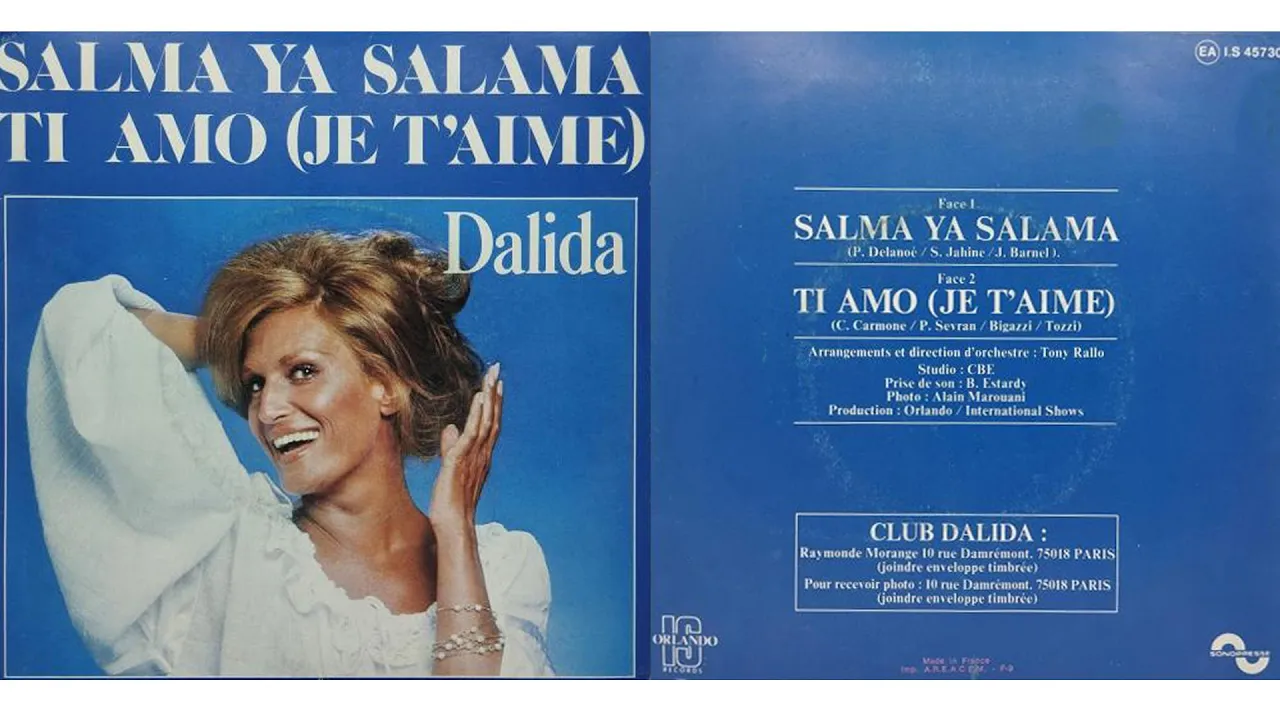 SALMA YA SALAMA
TI AMO (JE T'AIME)
Dalida
EA I.S 45730
Face 1
SALMA YA SALAMA
(P. Delanoé / S. Jahine / J. Barnel ).
Face 2
TI AMO (JE T'AIME)
(C. Carmone / P. Sevran / Bigazzi / Tozzi)
Arrangements et direction d'orchestre : Tony Rallo
Studio : CBE
Prise de son : B. Estardy
Photo : Alain Marouani
Production : Orlando / International Shows
CLUB DALIDA :
Raymonde Morange 10 rue Damrémont. 75018 PARIS
(joindre enveloppe timbrée)
Pour recevoir photo : 10 rue Damrémont. 75018 PARIS
(joindre enveloppe timbrée)
IS
ORLANDO
RECORDS
Made in France
Imp. A.R.E.A.C.E.M. - P-9
SONOPRESSE